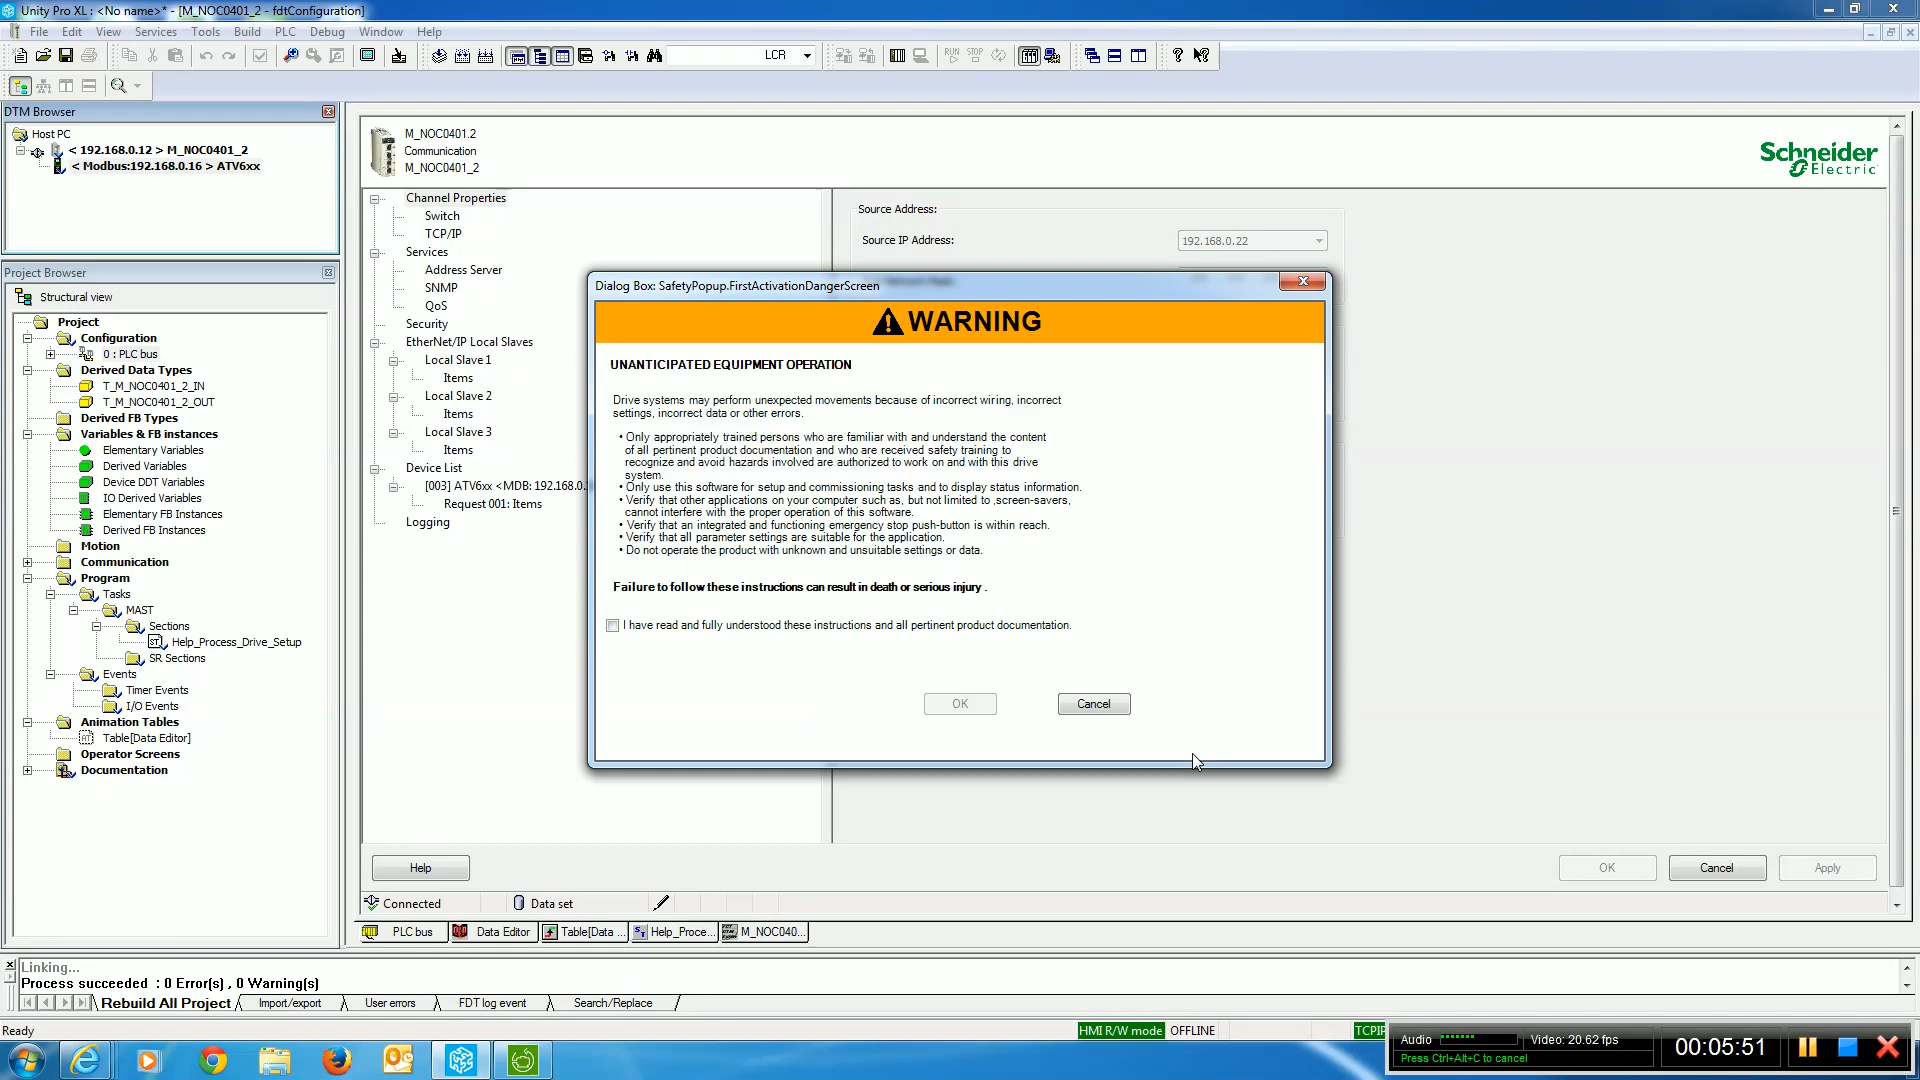 Unity Pro XL : <No name>* - [M_NOC0401_2 - fdtConfiguration]
File Edit View Services Tools Build PLC Debug Window Help
LCR
RUN STOP
DTM Browser
Host PC
< 192.168.0.12 > M_NOC0401_2
< Modbus:192.168.0.16 > ATV6xx
Project Browser
Structural view
Project
Configuration
0 : PLC bus
Derived Data Types
T_M_NOC0401_2_IN
T_M_NOC0401_2_OUT
Derived FB Types
Variables & FB instances
Elementary Variables
Derived Variables
Device DDT Variables
IO Derived Variables
Elementary FB Instances
Derived FB Instances
Motion
Communication
Program
Tasks
MAST
Sections
Help_Process_Drive_Setup
SR Sections
Events
Timer Events
I/O Events
Animation Tables
Table[Data Editor]
Operator Screens
Documentation
M_NOC0401.2
Communication
M_NOC0401_2
Schneider
Electric
Channel Properties
Switch
TCP/IP
Services
Address Server
SNMP
QoS
Security
EtherNet/IP Local Slaves
Local Slave 1
Items
Local Slave 2
Items
Local Slave 3
Items
Device List
[003] ATV6xx <MDB: 192.168.0.
Request 001: Items
Logging
Source Address:
Source IP Address:
192.168.0.22
Dialog Box: SafetyPopup.FirstActivationDangerScreen
WARNING
UNANTICIPATED EQUIPMENT OPERATION
Drive systems may perform unexpected movements because of incorrect wiring, incorrect
settings, incorrect data or other errors.
• Only appropriately trained persons who are familiar with and understand the content
of all pertinent product documentation and who are received safety training to
recognize and avoid hazards involved are authorized to work on and with this drive
system.
• Only use this software for setup and commissioning tasks and to display status information.
• Verify that other applications on your computer such as, but not limited to ,screen-savers,
cannot interfere with the proper operation of this software.
• Verify that an integrated and functioning emergency stop push-button is within reach.
• Verify that all parameter settings are suitable for the application.
• Do not operate the product with unknown and unsuitable settings or data.
Failure to follow these instructions can result in death or serious injury .
I have read and fully understood these instructions and all pertinent product documentation.
OK Cancel
Help OK Cancel Apply
Connected Data set
PLC bus Data Editor Table[Data ... Help_Proce... M_NOC040...
Linking...
Process succeeded : 0 Error(s) , 0 Warning(s)
Rebuild All Project Import/export User errors FDT log event Search/Replace
Ready HMI R/W mode OFFLINE TCPIP
Audio Video: 20.62 fps
Press Ctrl+Alt+C to cancel
00:05:51